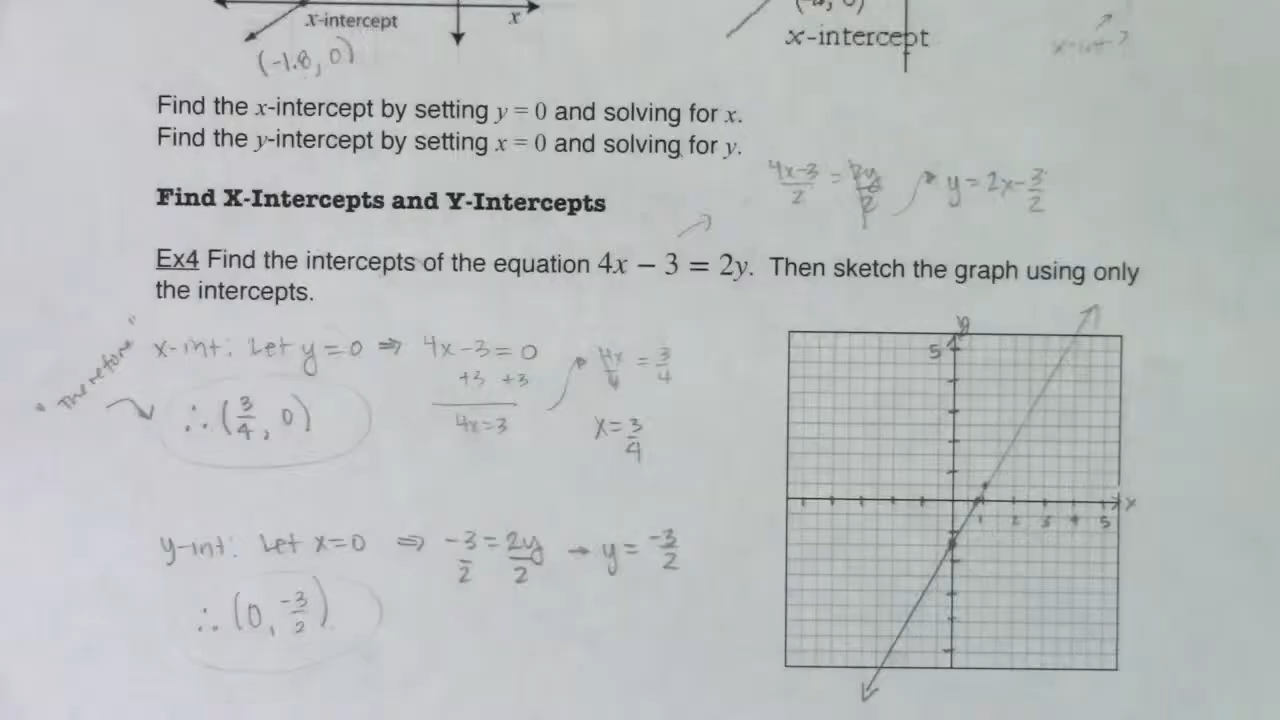 x-intercept
x
(-1.8, 0)
x-intercept
Find the x-intercept by setting y = 0 and solving for x.
Find the y-intercept by setting x = 0 and solving for y.
4x-3/2 = 2y/2 → y = 2x - 3/2
Find X-Intercepts and Y-Intercepts
Ex4 Find the intercepts of the equation 4x − 3 = 2y. Then sketch the graph using only
the intercepts.
"Therefore"
x-int: Let y=0 ⇒ 4x-3=0
+3 +3
4x=3
4x/4 = 3/4
x = 3/4
∴ (3/4, 0)
y-int: Let x=0 ⇒ -3/2 = 2y/2 → y = -3/2
∴ (0, -3/2)
y
5
x
1 2 3 4 5